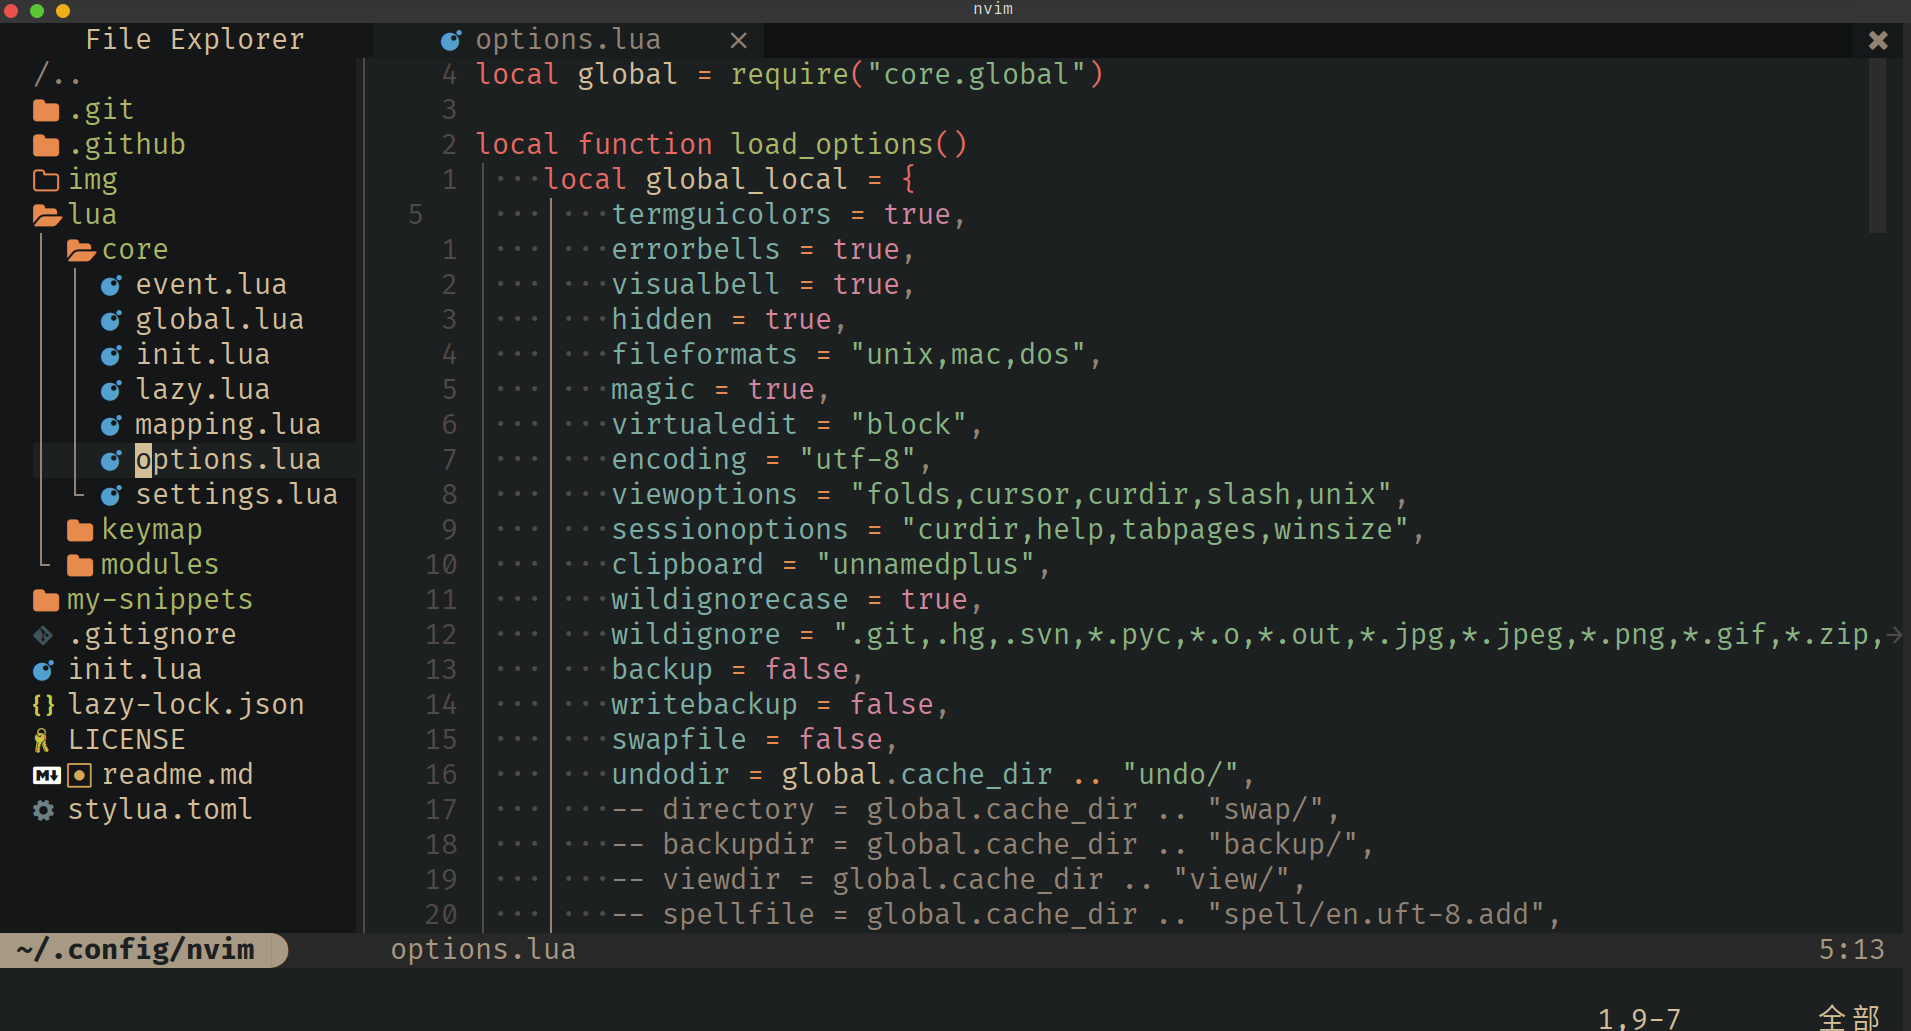 nvim
File Explorer
/..
.git
.github
img
lua
core
event.lua
global.lua
init.lua
lazy.lua
mapping.lua
options.lua
settings.lua
keymap
modules
my-snippets
.gitignore
init.lua
{} lazy-lock.json
LICENSE
M↓ readme.md
stylua.toml
options.lua ×
4 local global = require("core.global")
3
2 local function load_options()
1 ···local global_local = {
5 ··· ···termguicolors = true,
1 ··· ···errorbells = true,
2 ··· ···visualbell = true,
3 ··· ···hidden = true,
4 ··· ···fileformats = "unix,mac,dos",
5 ··· ···magic = true,
6 ··· ···virtualedit = "block",
7 ··· ···encoding = "utf-8",
8 ··· ···viewoptions = "folds,cursor,curdir,slash,unix",
9 ··· ···sessionoptions = "curdir,help,tabpages,winsize",
10 ··· ···clipboard = "unnamedplus",
11 ··· ···wildignorecase = true,
12 ··· ···wildignore = ".git,.hg,.svn,*.pyc,*.o,*.out,*.jpg,*.jpeg,*.png,*.gif,*.zip,→
13 ··· ···backup = false,
14 ··· ···writebackup = false,
15 ··· ···swapfile = false,
16 ··· ···undodir = global.cache_dir .. "undo/",
17 ··· ···-- directory = global.cache_dir .. "swap/",
18 ··· ···-- backupdir = global.cache_dir .. "backup/",
19 ··· ···-- viewdir = global.cache_dir .. "view/",
20 ··· ···-- spellfile = global.cache_dir .. "spell/en.uft-8.add",
~/.config/nvim options.lua 5:13
1,9-7 全部